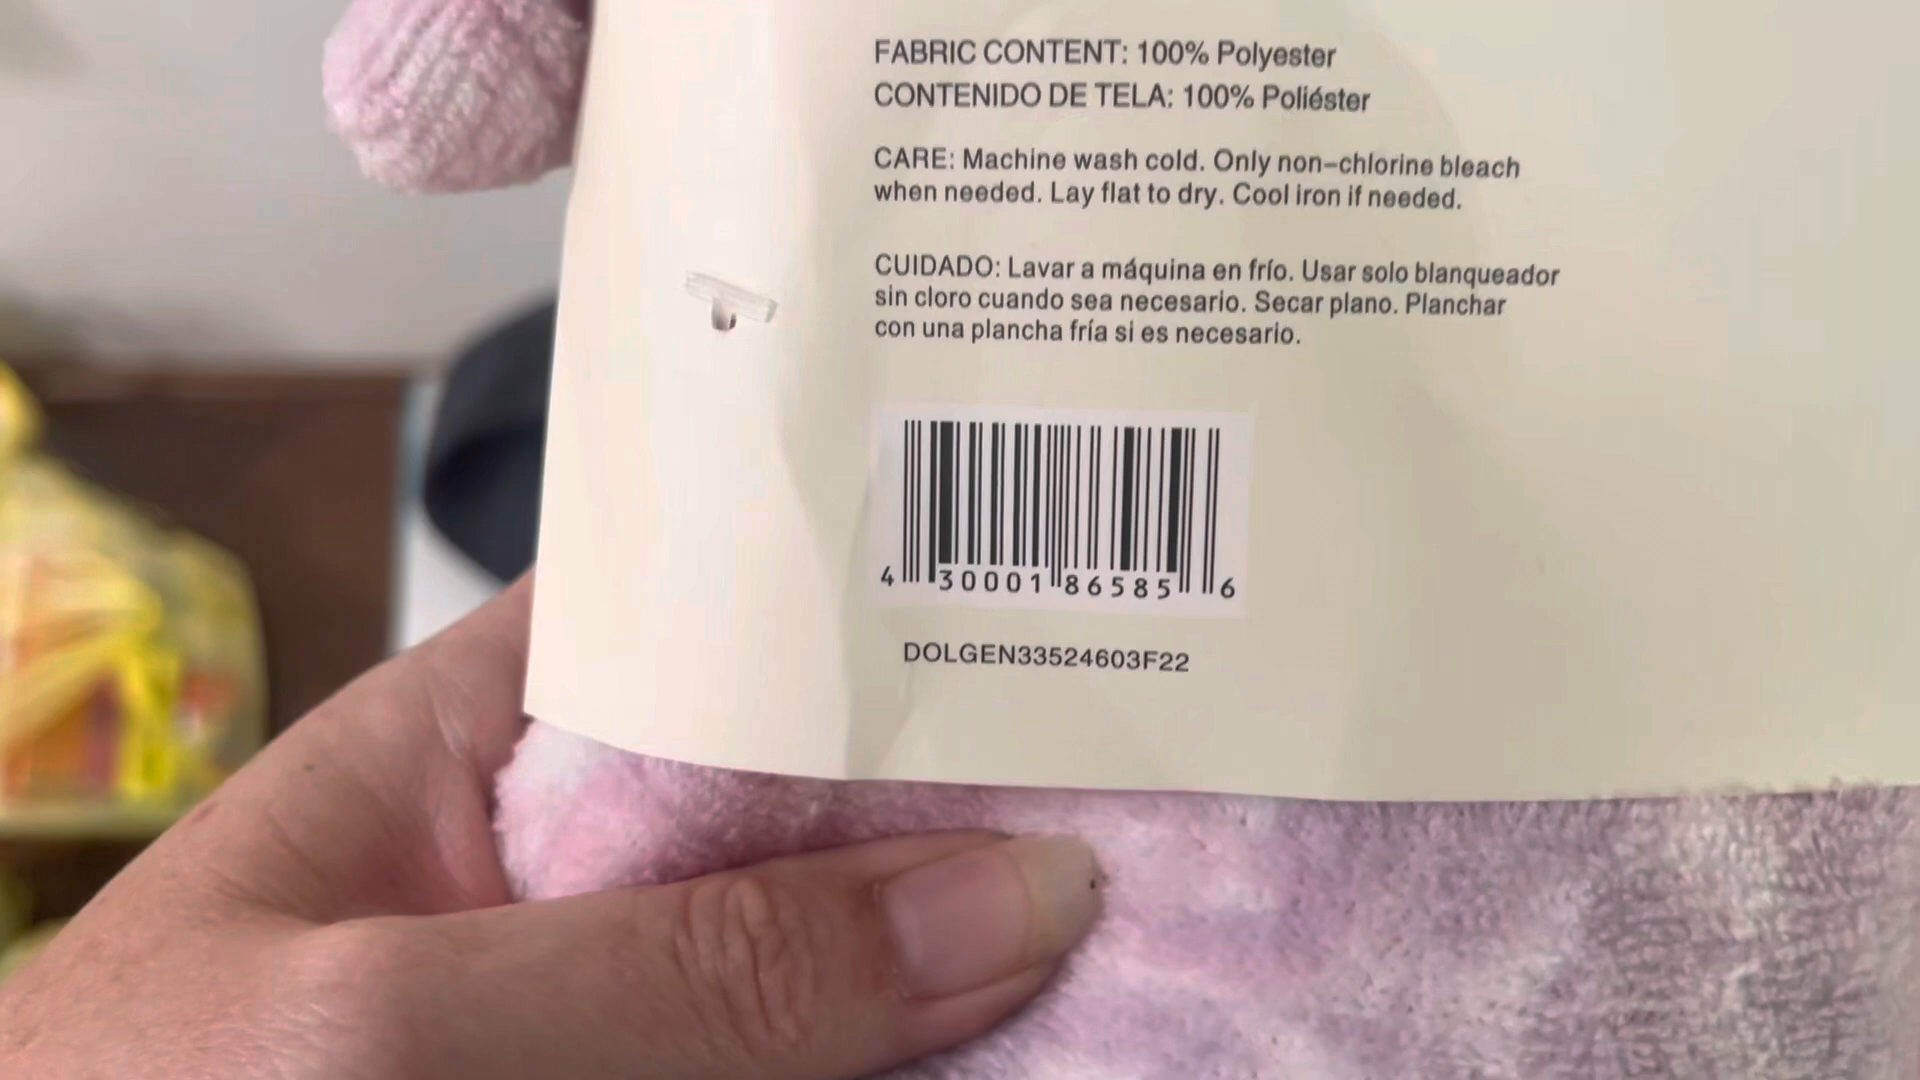 FABRIC CONTENT: 100% Polyester
CONTENIDO DE TELA: 100% Poliéster
CARE: Machine wash cold. Only non-chlorine bleach
when needed. Lay flat to dry. Cool iron if needed.
CUIDADO: Lavar a máquina en frío. Usar solo blanqueador
sin cloro cuando sea necesario. Secar plano. Planchar
con una plancha fría si es necesario.
4 30001 86585 6
DOLGEN33524603F22